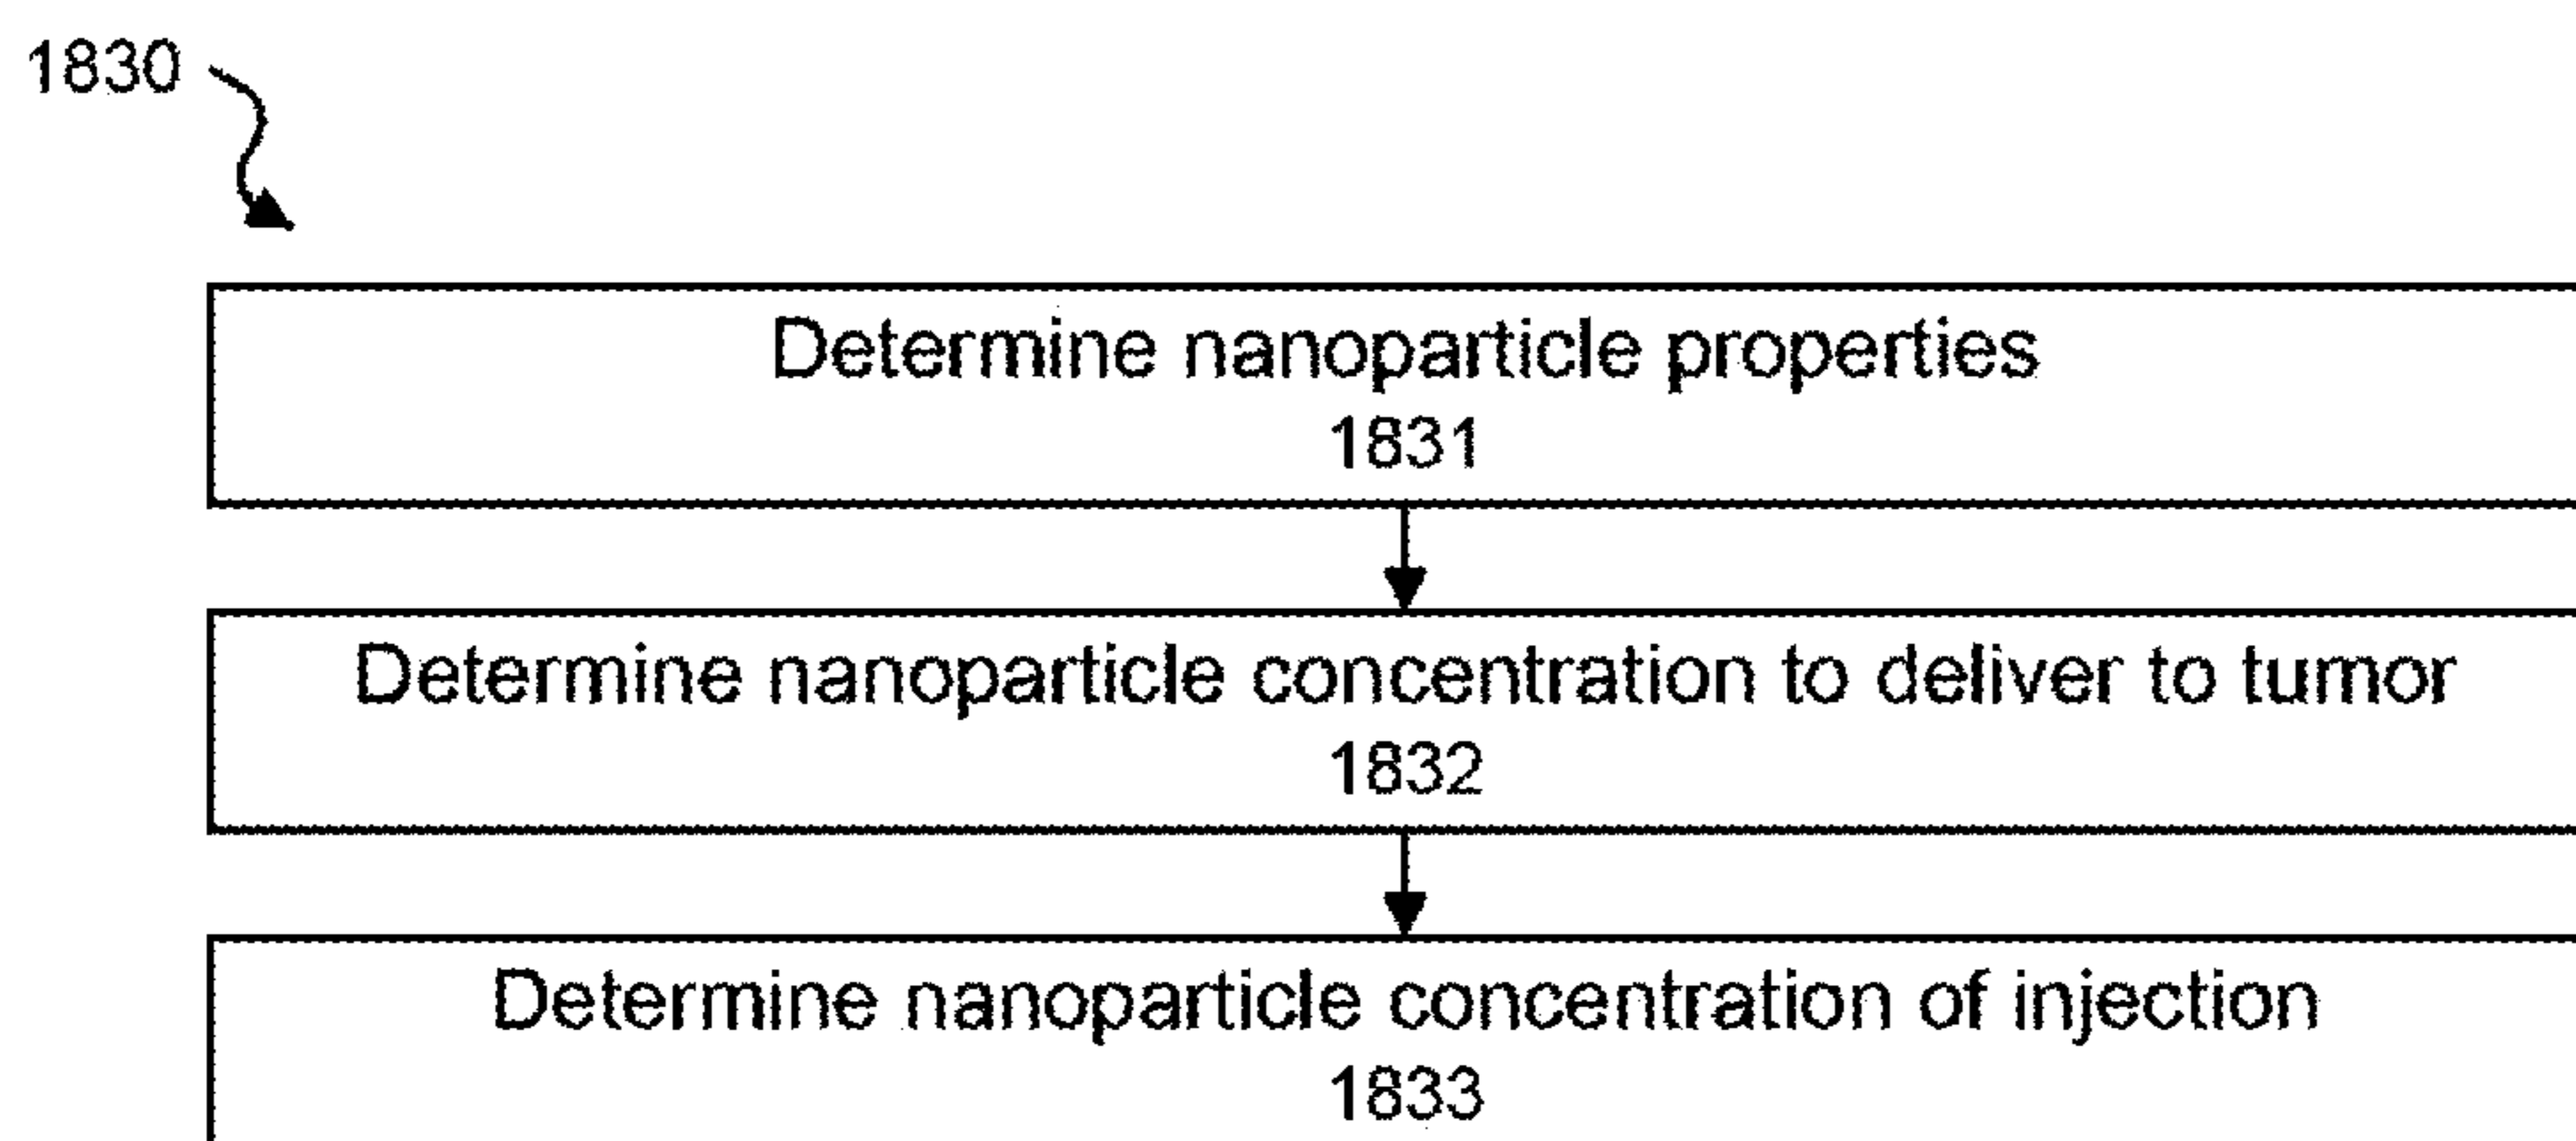 1830
Determine nanoparticle properties
1831
Determine nanoparticle concentration to deliver to tumor
1832
Determine nanoparticle concentration of injection
1833